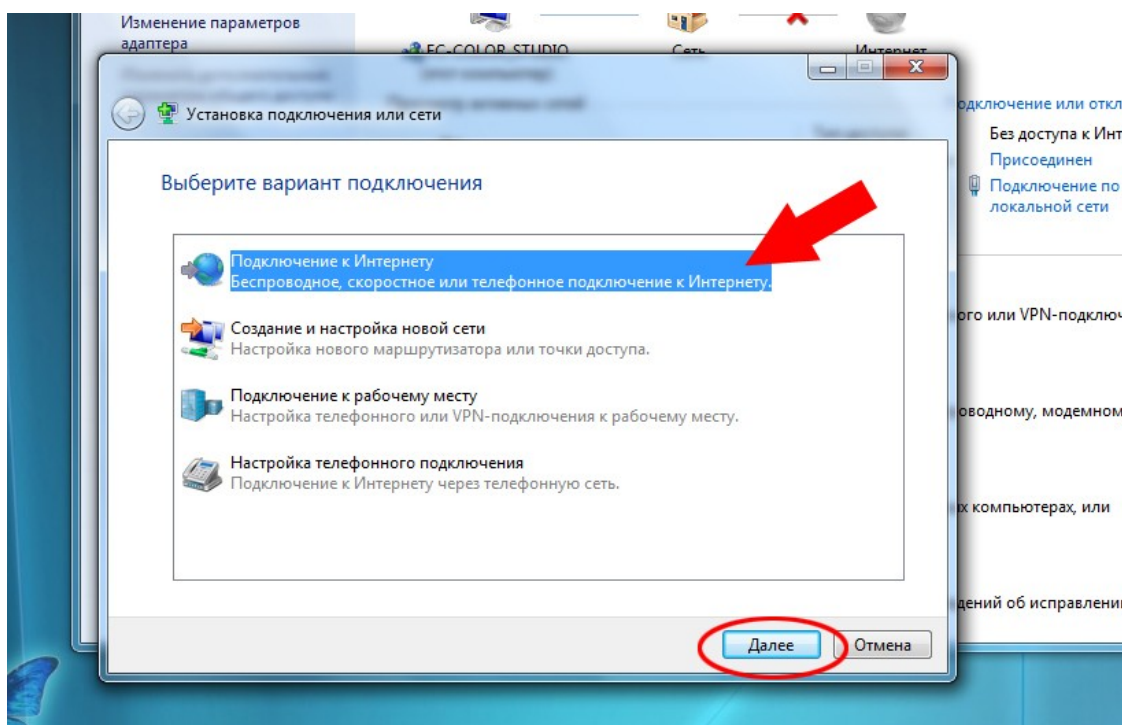 Изменение параметров
адаптера
EC-COLOR_STUDIO
Сеть
Интернет
Установка подключения или сети
Выберите вариант подключения
Подключение к Интернету
Беспроводное, скоростное или телефонное подключение к Интернету.
Создание и настройка новой сети
Настройка нового маршрутизатора или точки доступа.
Подключение к рабочему месту
Настройка телефонного или VPN-подключения к рабочему месту.
Настройка телефонного подключения
Подключение к Интернету через телефонную сеть.
Далее
Отмена
одключение или откл
Без доступа к Инт
Присоединен
Подключение по
локальной сети
ого или VPN-подключ
оводному, модемном
х компьютерах, или
дений об исправлени